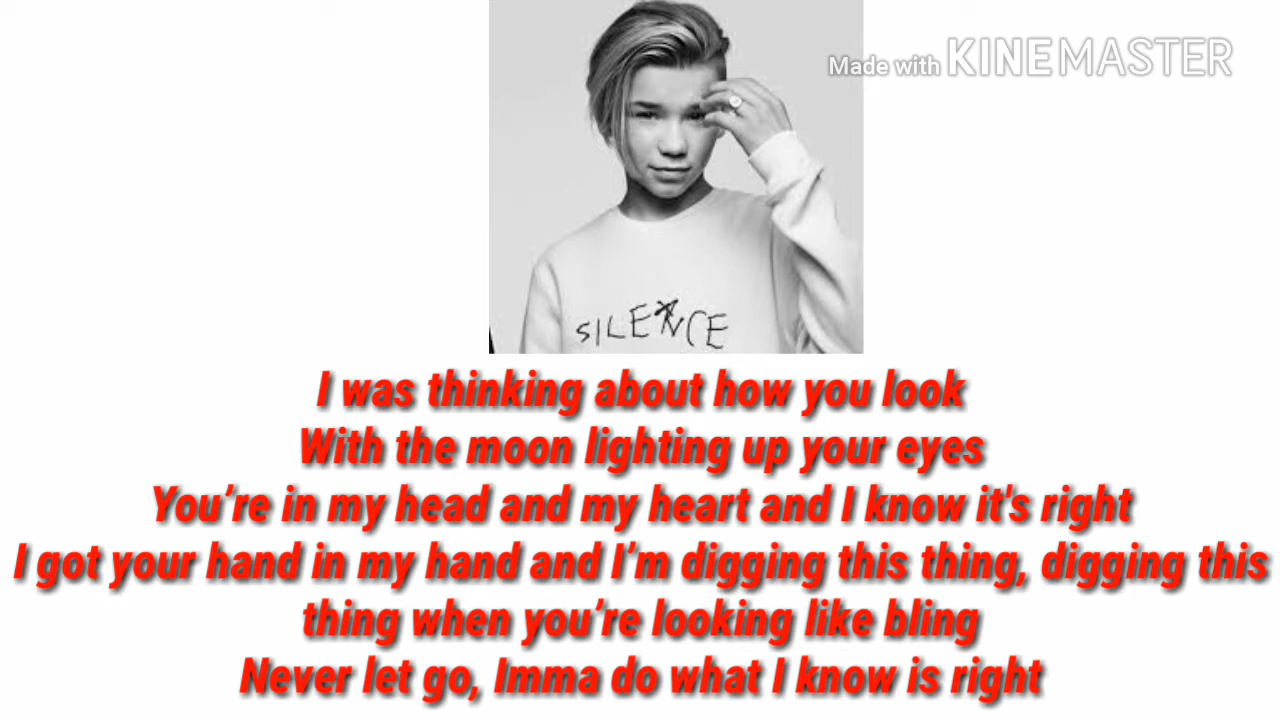 Made with KINEMASTER
SILENCE
I was thinking about how you look
With the moon lighting up your eyes
You’re in my head and my heart and I know it's right
I got your hand in my hand and I’m digging this thing, digging this
thing when you’re looking like bling
Never let go, Imma do what I know is right